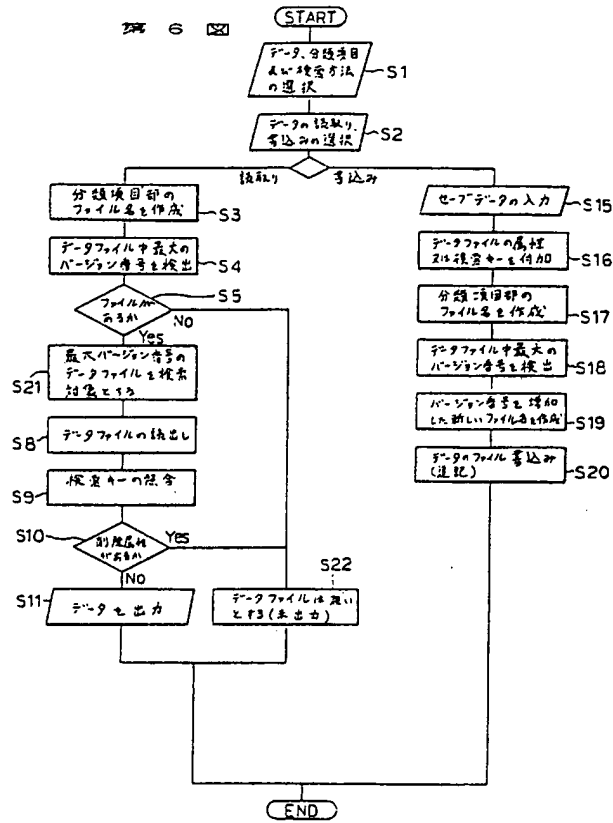 第 6 図
START
データ、分類項目
及び検索方法
の選択
S1
データの読取り、
書込みの選択
S2
読取り
書込み
分類項目部の
ファイル名を作成
S3
データファイル中最大の
バージョン番号を検出
S4
ファイルが
あるか
S5
No
Yes
最大バージョン番号の
データファイルを検索
対象とする
S21
データファイルの読出し
S8
検索キーの照合
S9
削除属性
があるか
S10
Yes
No
データを出力
S11
S22
データファイルは無い
とする(未出力)
セーブデータの入力
S15
データファイルの属性
又は検索キーを付加
S16
分類項目部の
ファイル名を作成
S17
データファイル中最大の
バージョン番号を検出
S18
バージョン番号を増加
した新しいファイル名を作成
S19
データのファイル書込み
(追記)
S20
END